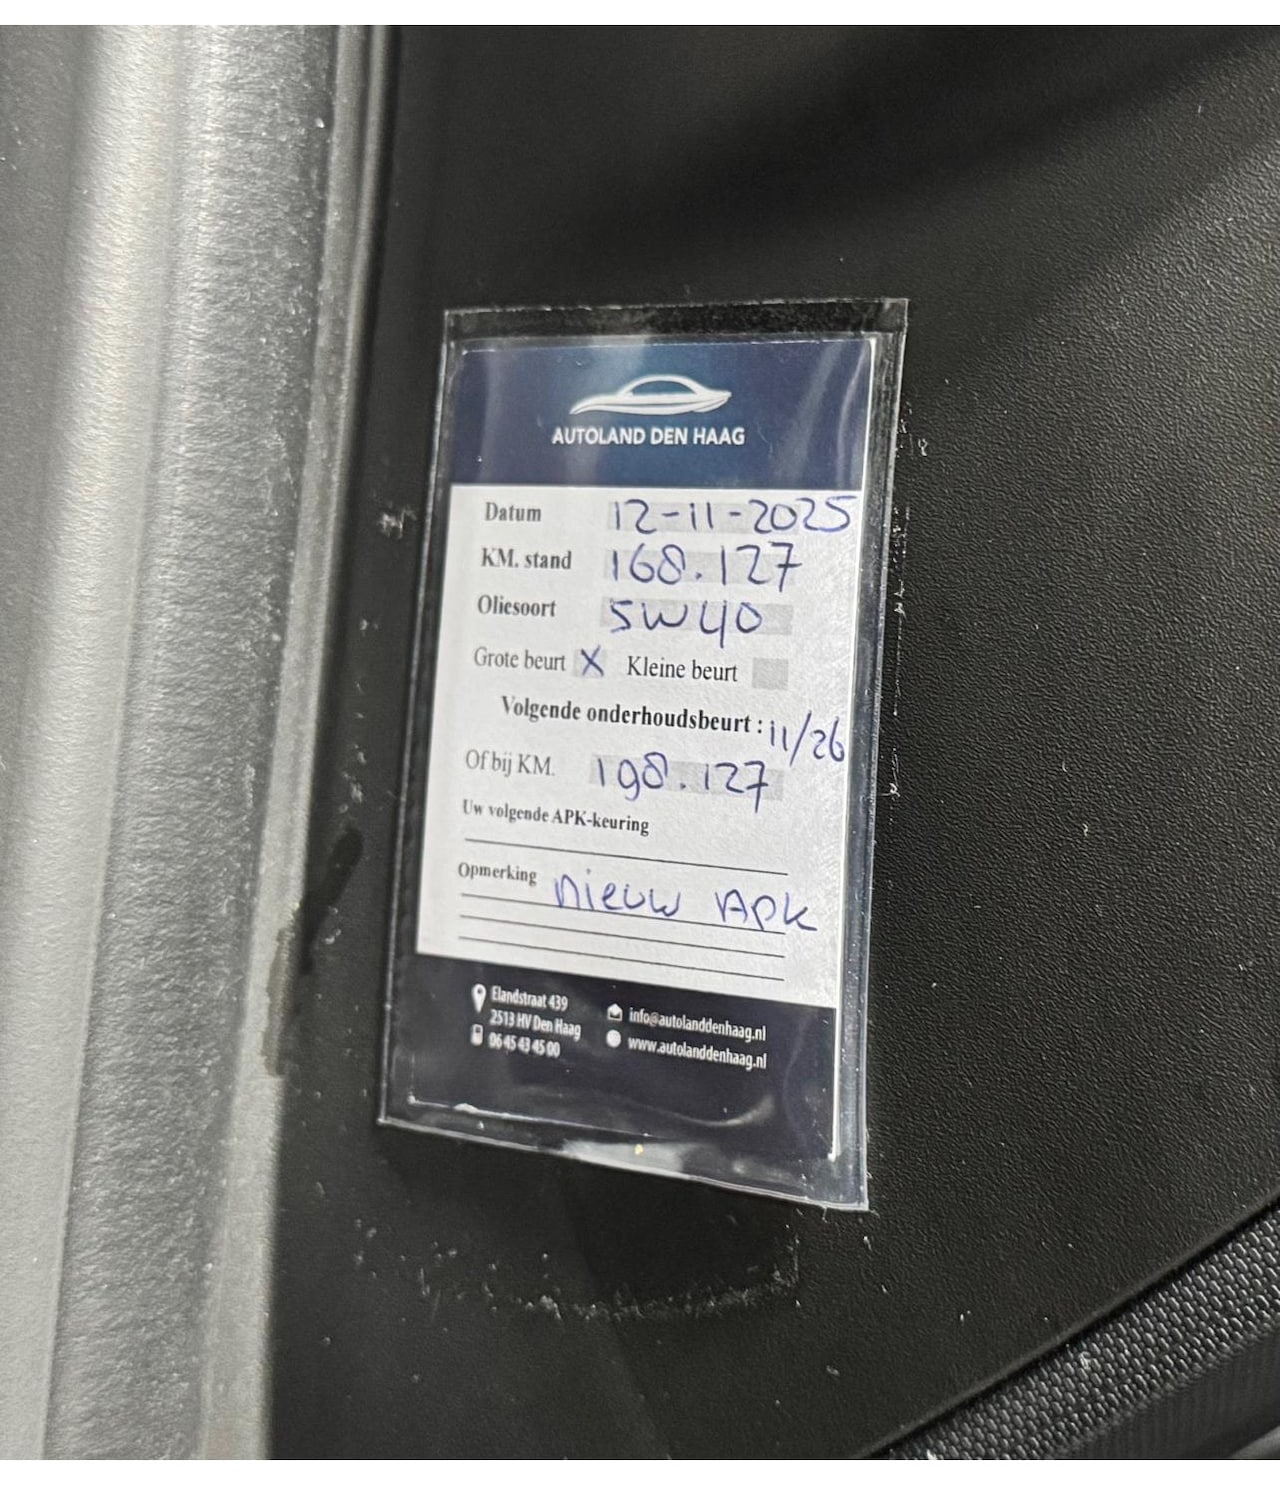 AUTOLAND DEN HAAG
Datum 12-11-2025
KM. stand 168.127
Oliesoort 5W40
Grote beurt X Kleine beurt
Volgende onderhoudsbeurt : 11/26
Of bij KM. 198.127
Uw volgende APK-keuring
Opmerking Nieuw APK
Elandstraat 439
2513 HV Den Haag
06 45 43 45 00
info@autolanddenhaag.nl
www.autolanddenhaag.nl